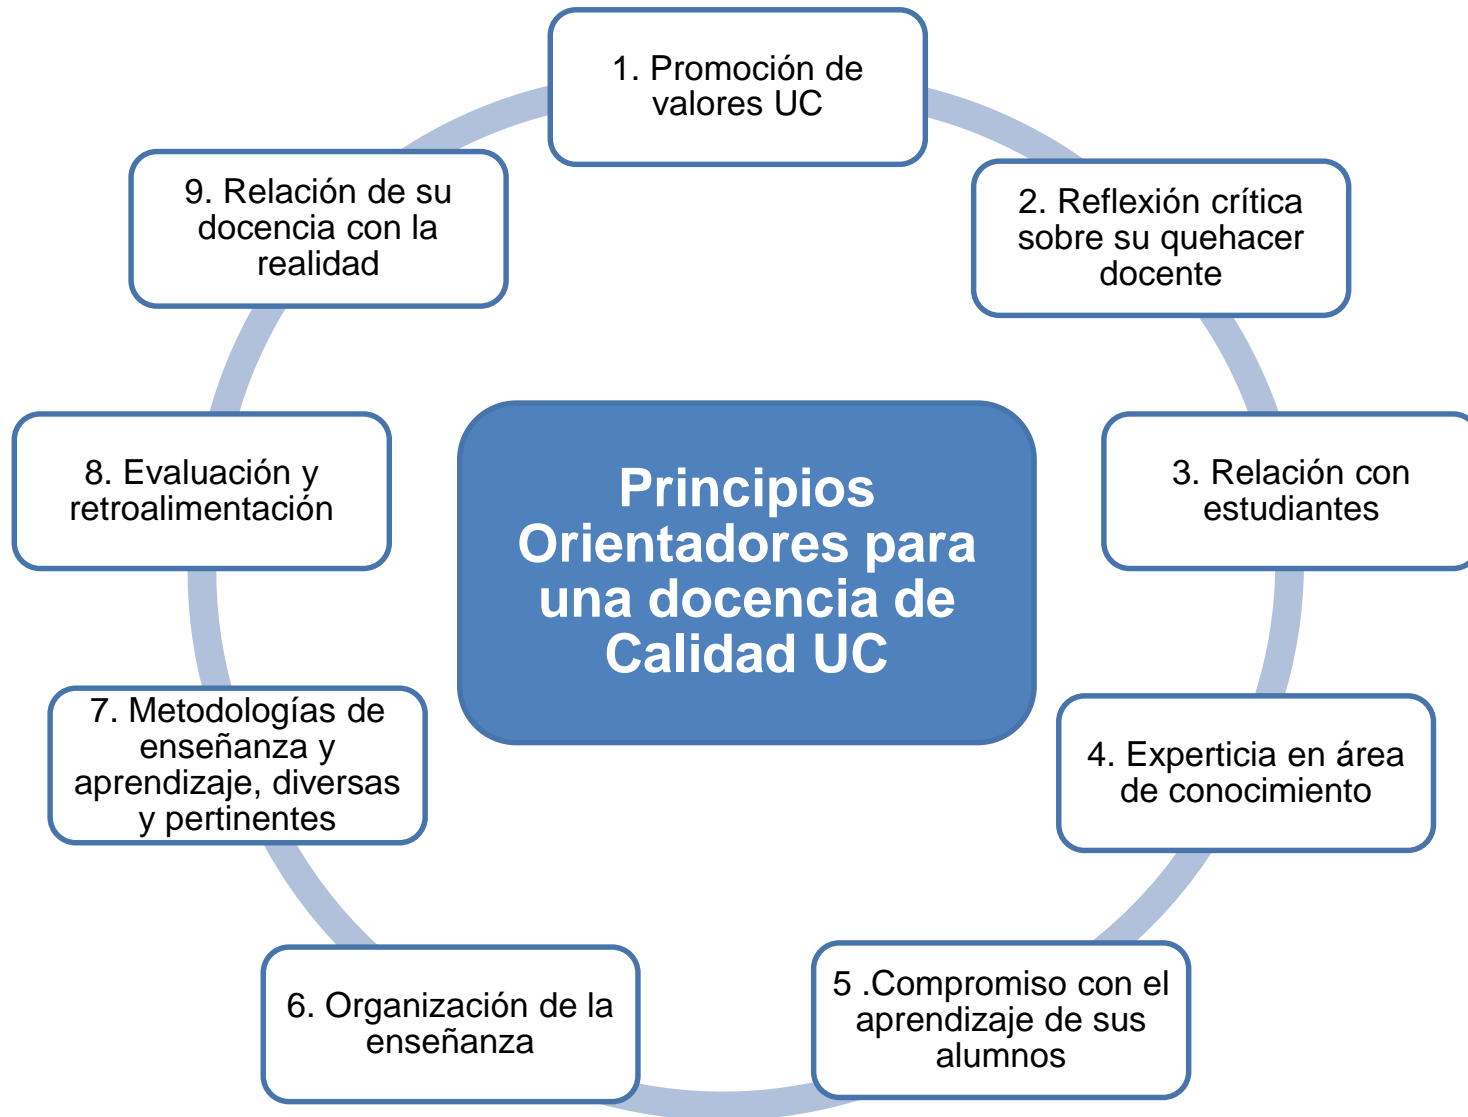 1. Promoción de
valores UC
2. Reflexión crítica
sobre su quehacer
docente
3. Relación con
estudiantes
4. Experticia en área
de conocimiento
5 .Compromiso con el
aprendizaje de sus
alumnos
6. Organización de la
enseñanza
7. Metodologías de
enseñanza y
aprendizaje, diversas
y pertinentes
8. Evaluación y
retroalimentación
9. Relación de su
docencia con la
realidad
Principios
Orientadores para
una docencia de
Calidad UC